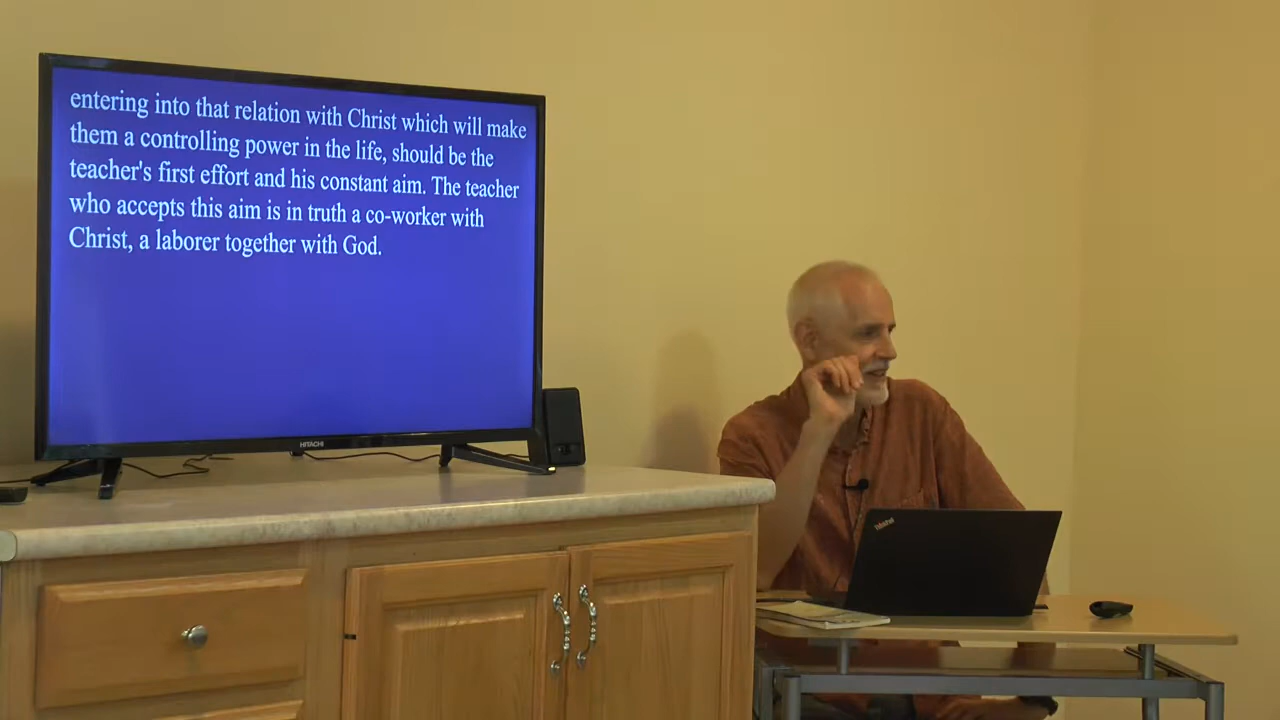 entering into that relation with Christ which will make
them a controlling power in the life, should be the
teacher's first effort and his constant aim. The teacher
who accepts this aim is in truth a co-worker with
Christ, a laborer together with God.
HITACHI
ThinkPad